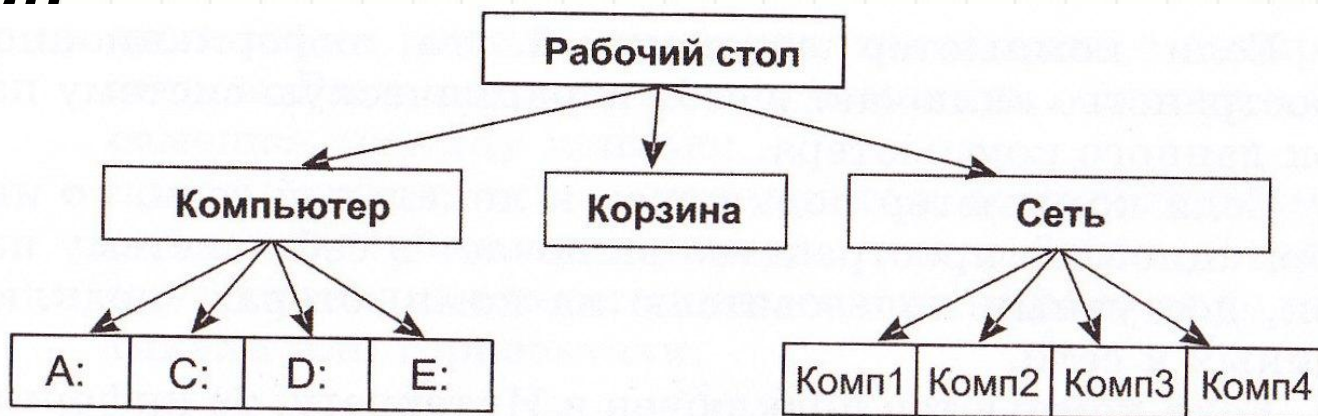 Рабочий стол
Компьютер
Корзина
Сеть
A:
C:
D:
E:
Комп1
Комп2
Комп3
Комп4